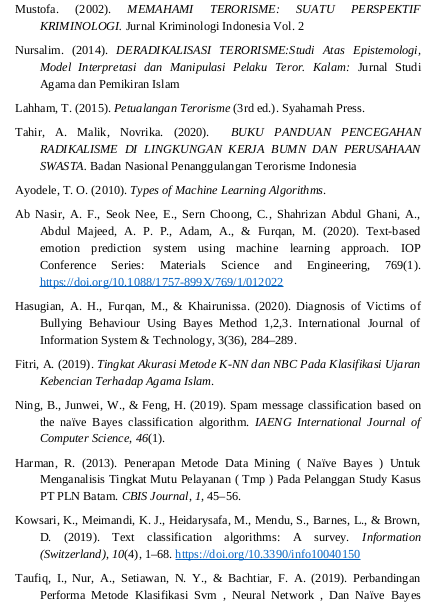 Mustofa. (2002). MEMAHAMI TERORISME: SUATU PERSPEKTIF
KRIMINOLOGI. Jurnal Kriminologi Indonesia Vol. 2
Nursalim. (2014). DERADIKALISASI TERORISME:Studi Atas Epistemologi,
Model Interpretasi dan Manipulasi Pelaku Teror. Kalam: Jurnal Studi
Agama dan Pemikiran Islam
Lahham, T. (2015). Petualangan Terorisme (3rd ed.). Syahamah Press.
Tahir, A. Malik, Novrika. (2020). BUKU PANDUAN PENCEGAHAN
RADIKALISME DI LINGKUNGAN KERJA BUMN DAN PERUSAHAAN
SWASTA. Badan Nasional Penanggulangan Terorisme Indonesia
Ayodele, T. O. (2010). Types of Machine Learning Algorithms.
Ab Nasir, A. F., Seok Nee, E., Sern Choong, C., Shahrizan Abdul Ghani, A.,
Abdul Majeed, A. P. P., Adam, A., & Furqan, M. (2020). Text-based
emotion prediction system using machine learning approach. IOP
Conference Series: Materials Science and Engineering, 769(1).
https://doi.org/10.1088/1757-899X/769/1/012022
Hasugian, A. H., Furqan, M., & Khairunissa. (2020). Diagnosis of Victims of
Bullying Behaviour Using Bayes Method 1,2,3. International Journal of
Information System & Technology, 3(36), 284–289.
Fitri, A. (2019). Tingkat Akurasi Metode K-NN dan NBC Pada Klasifikasi Ujaran
Kebencian Terhadap Agama Islam.
Ning, B., Junwei, W., & Feng, H. (2019). Spam message classification based on
the naïve Bayes classification algorithm. IAENG International Journal of
Computer Science, 46(1).
Harman, R. (2013). Penerapan Metode Data Mining ( Naïve Bayes ) Untuk
Menganalisis Tingkat Mutu Pelayanan ( Tmp ) Pada Pelanggan Study Kasus
PT PLN Batam. CBIS Journal, 1, 45–56.
Kowsari, K., Meimandi, K. J., Heidarysafa, M., Mendu, S., Barnes, L., & Brown,
D. (2019). Text classification algorithms: A survey. Information
(Switzerland), 10(4), 1–68. https://doi.org/10.3390/info10040150
Taufiq, I., Nur, A., Setiawan, N. Y., & Bachtiar, F. A. (2019). Perbandingan
Performa Metode Klasifikasi Svm , Neural Network , Dan Naïve Bayes